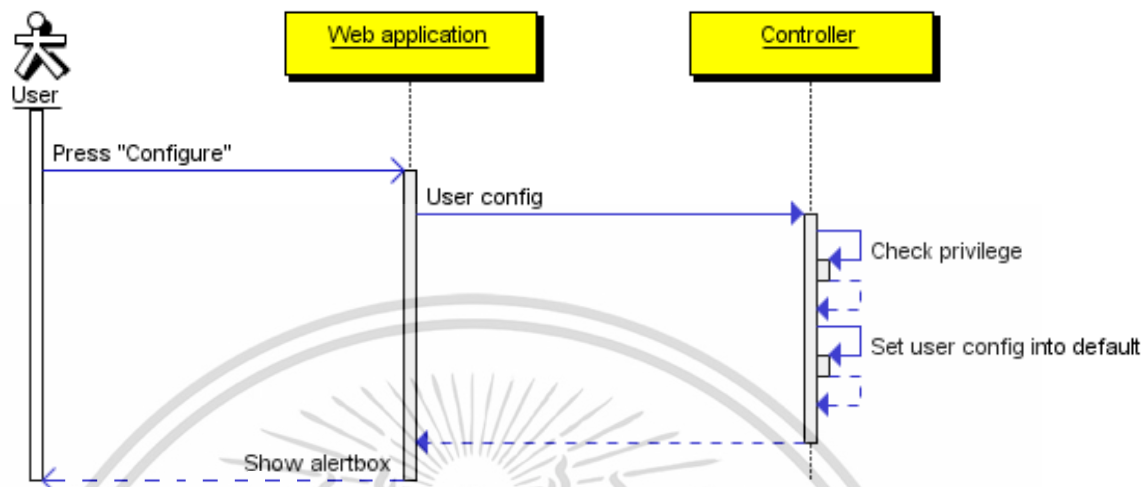 Web application
Controller
User
Press "Configure"
User config
Check privilege
Set user config into default
Show alertbox